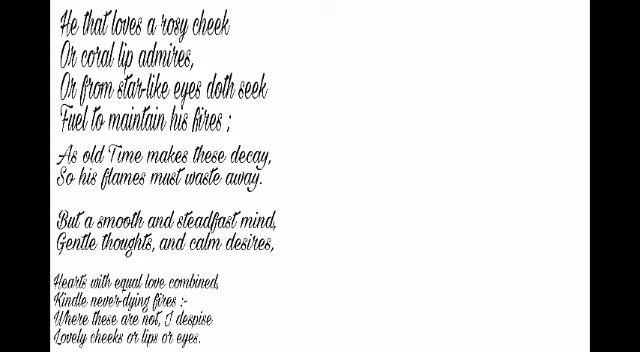 He that loves a rosy cheek
Or coral lip admires,
Or from star-like eyes doth seek
Fuel to maintain his fires ;
As old Time makes these decay,
So his flames must waste away.
But a smooth and steadfast mind,
Gentle thoughts, and calm desires,
Hearts with equal love combined,
Kindle never-dying fires :-
Where these are not, I despise
Lovely cheeks or lips or eyes.